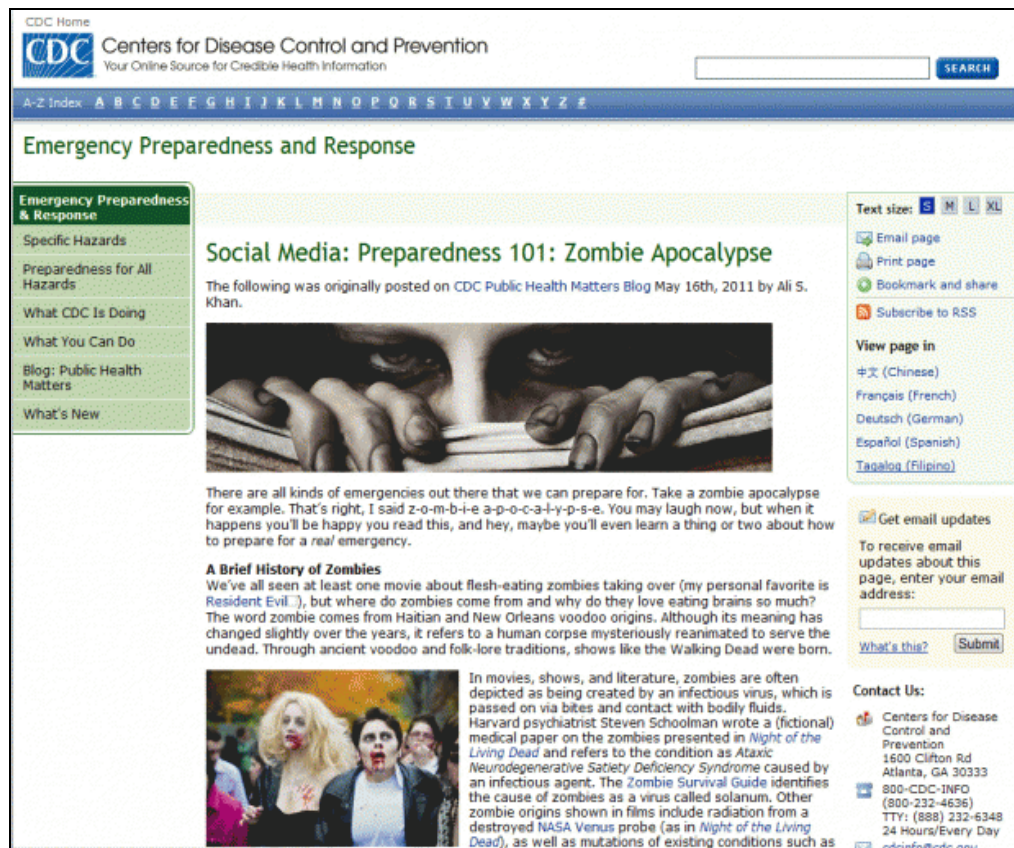 CDC Home
CDC
Centers for Disease Control and Prevention
Your Online Source for Credible Health Information
SEARCH
A-Z Index A B C D E F G H I J K L M N O P Q R S T U V W X Y Z #
Emergency Preparedness and Response
Emergency Preparedness
& Response
Specific Hazards
Preparedness for All
Hazards
What CDC Is Doing
What You Can Do
Blog: Public Health
Matters
What's New
Social Media: Preparedness 101: Zombie Apocalypse
The following was originally posted on CDC Public Health Matters Blog May 16th, 2011 by Ali S.
Khan.
There are all kinds of emergencies out there that we can prepare for. Take a zombie apocalypse
for example. That's right, I said z-o-m-b-i-e a-p-o-c-a-l-y-p-s-e. You may laugh now, but when it
happens you'll be happy you read this, and hey, maybe you'll even learn a thing or two about how
to prepare for a real emergency.
A Brief History of Zombies
We've all seen at least one movie about flesh-eating zombies taking over (my personal favorite is
Resident Evil), but where do zombies come from and why do they love eating brains so much?
The word zombie comes from Haitian and New Orleans voodoo origins. Although its meaning has
changed slightly over the years, it refers to a human corpse mysteriously reanimated to serve the
undead. Through ancient voodoo and folk-lore traditions, shows like the Walking Dead were born.
In movies, shows, and literature, zombies are often
depicted as being created by an infectious virus, which is
passed on via bites and contact with bodily fluids.
Harvard psychiatrist Steven Schoolman wrote a (fictional)
medical paper on the zombies presented in Night of the
Living Dead and refers to the condition as Ataxic
Neurodegenerative Satiety Deficiency Syndrome caused by
an infectious agent. The Zombie Survival Guide identifies
the cause of zombies as a virus called solanum. Other
zombie origins shown in films include radiation from a
destroyed NASA Venus probe (as in Night of the Living
Dead), as well as mutations of existing conditions such as
Text size: S M L XL
Email page
Print page
Bookmark and share
Subscribe to RSS
View page in
中文 (Chinese)
Français (French)
Deutsch (German)
Español (Spanish)
Tagalog (Filipino)
Get email updates
To receive email
updates about this
page, enter your email
address:
What's this? Submit
Contact Us:
Centers for Disease
Control and
Prevention
1600 Clifton Rd
Atlanta, GA 30333
800-CDC-INFO
(800-232-4636)
TTY: (888) 232-6348
24 Hours/Every Day
cdcinfo@cdc.gov